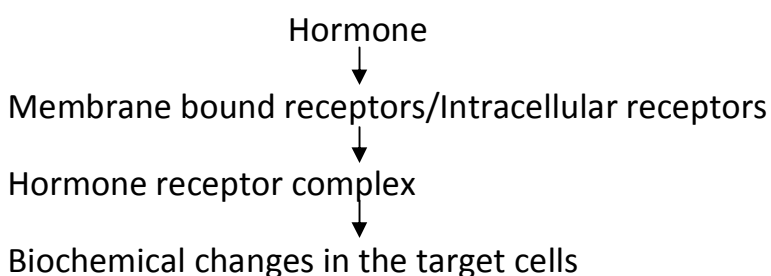 Hormone
Membrane bound receptors/Intracellular receptors
Hormone receptor complex
Biochemical changes in the target cells